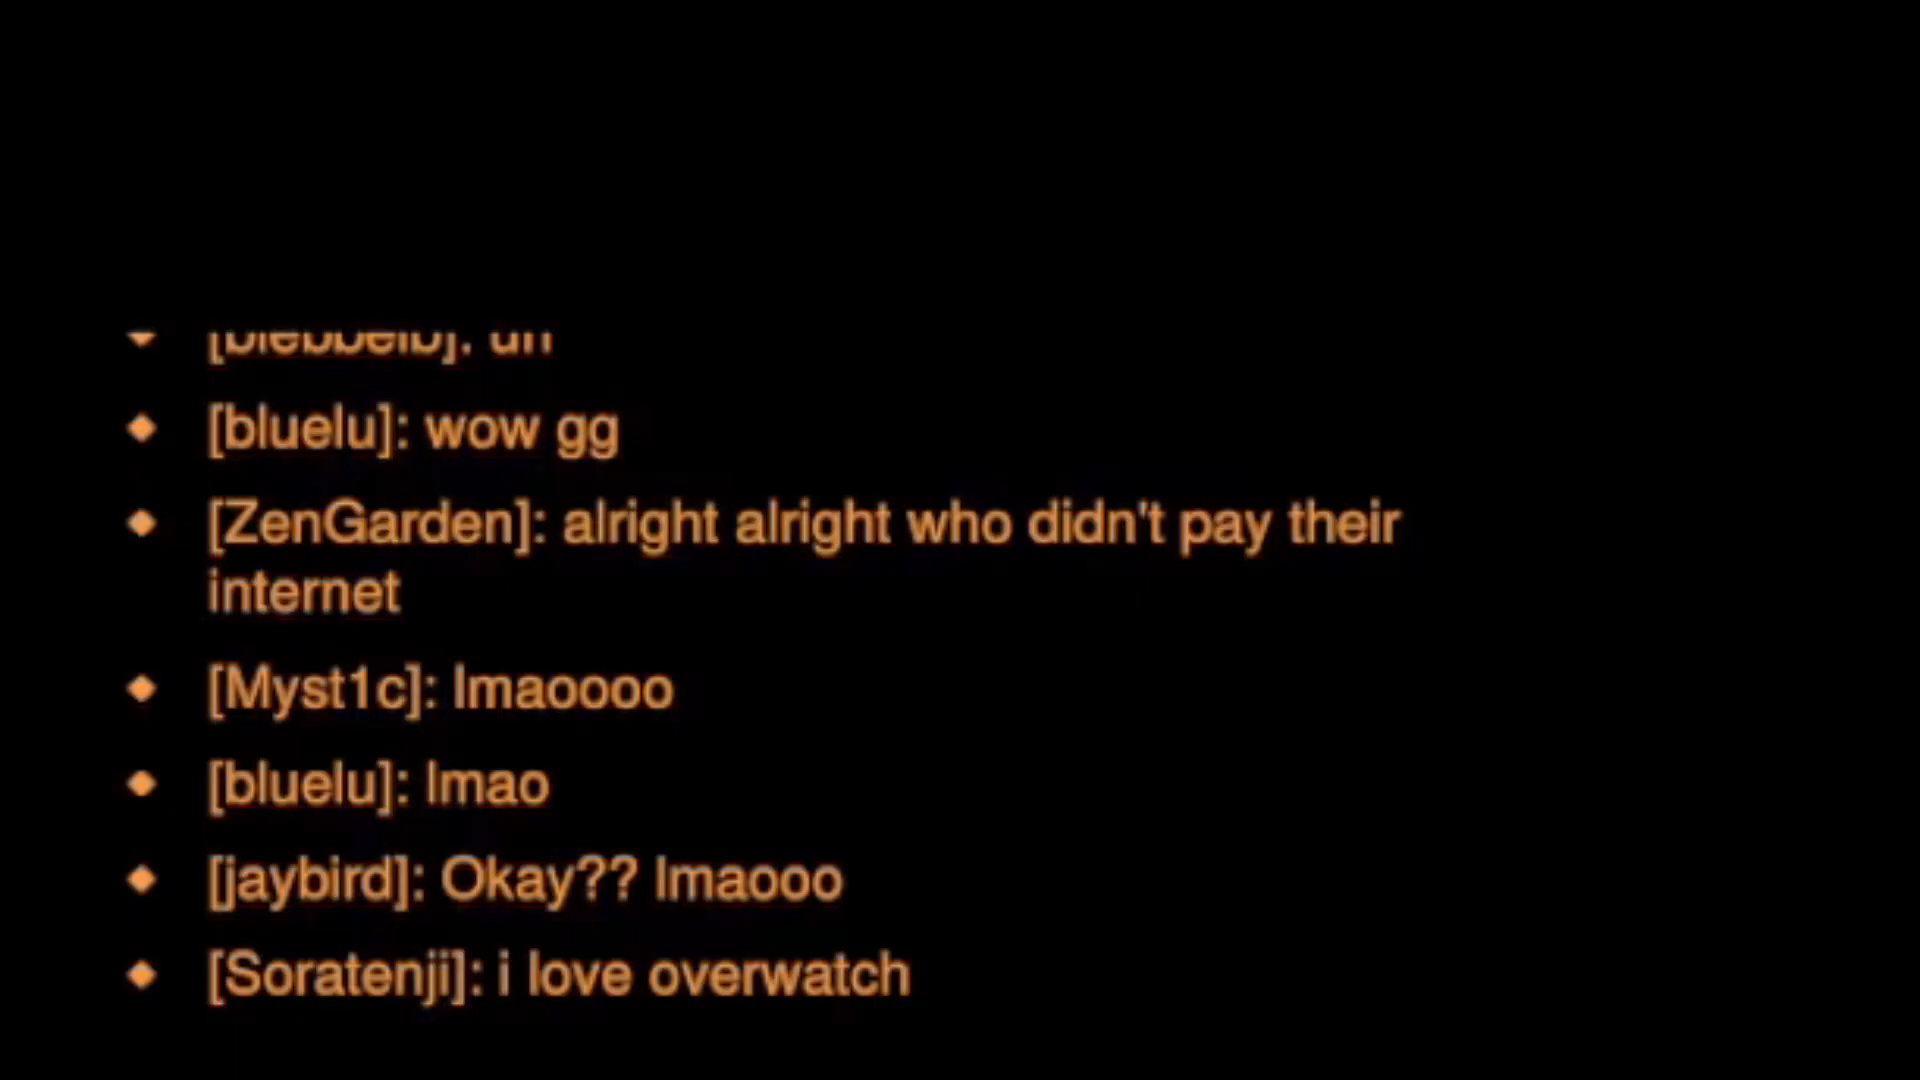 [bluelu]: wow gg
[ZenGarden]: alright alright who didn't pay their
internet
[Myst1c]: lmaoooo
[bluelu]: lmao
[jaybird]: Okay?? lmaooo
[Soratenji]: i love overwatch